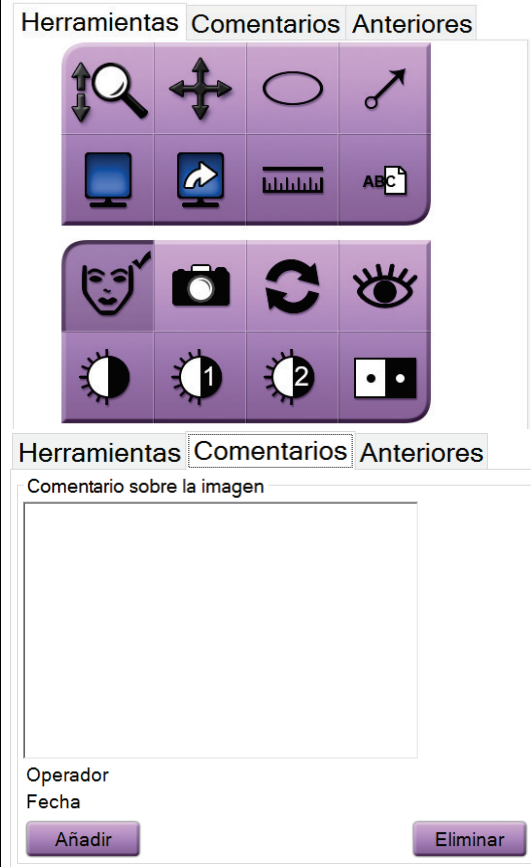 Herramientas Comentarios Anteriores
ABC
1 2
Herramientas Comentarios Anteriores
Comentario sobre la imagen
Operador
Fecha
Añadir Eliminar